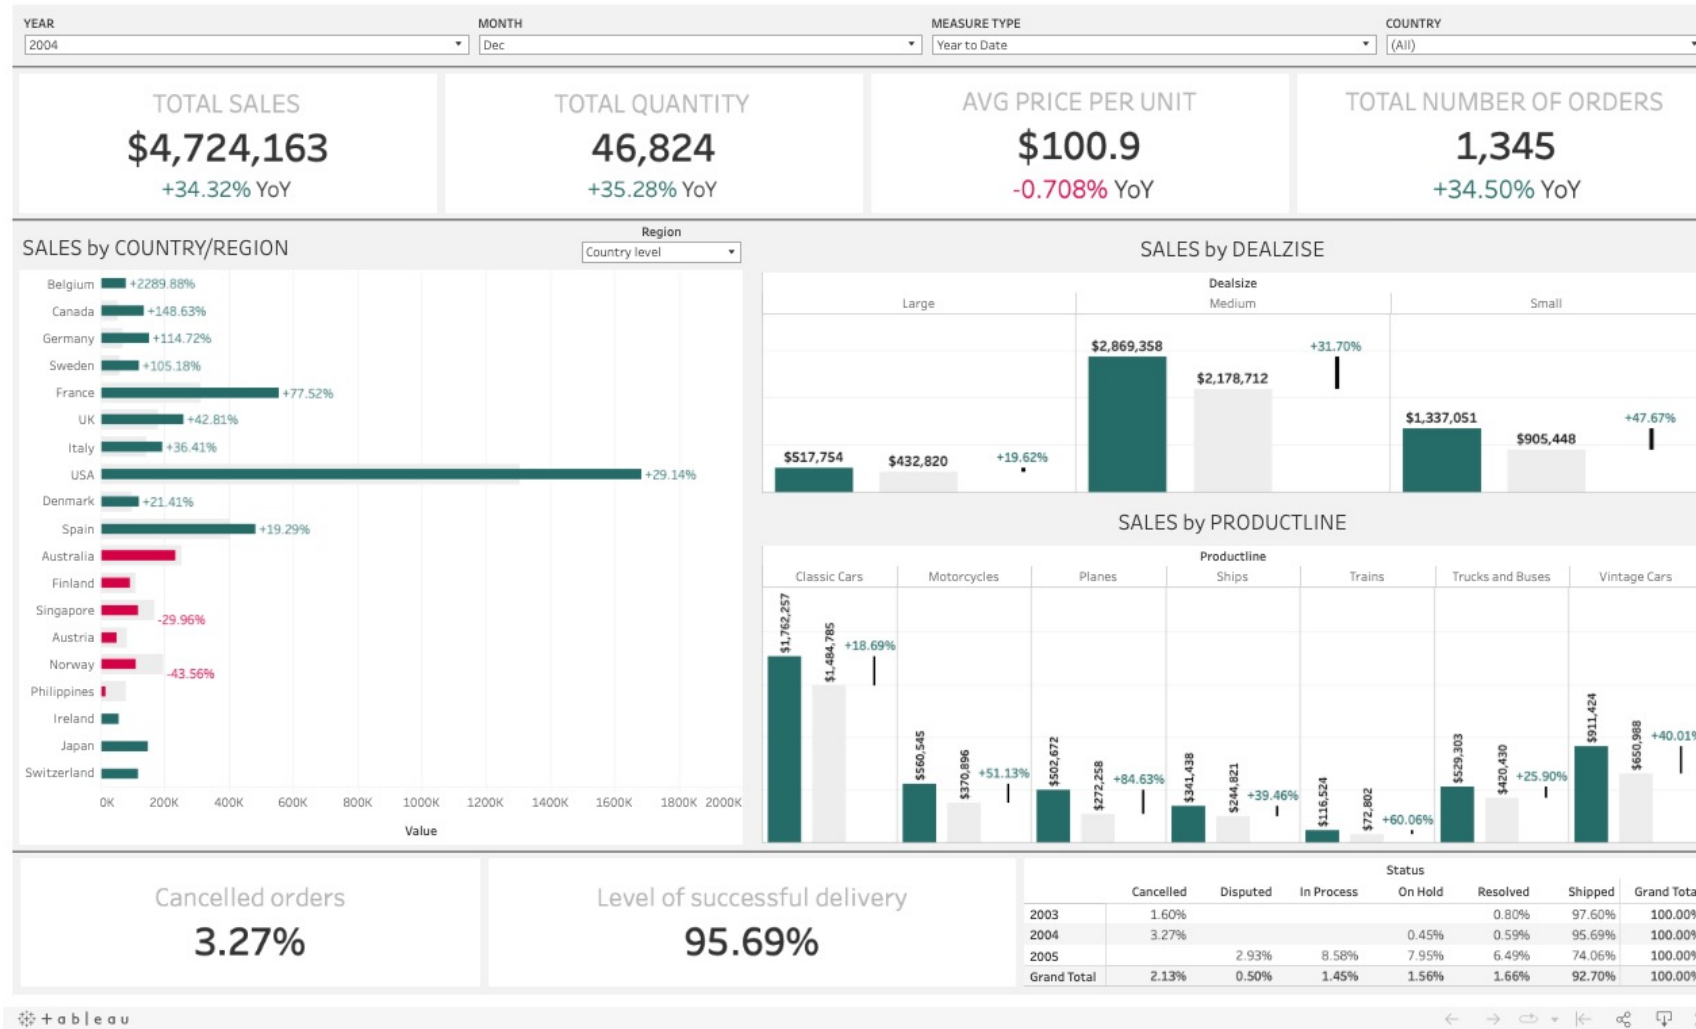 YEAR MONTH MEASURE TYPE COUNTRY
2004 Dec Year to Date (All)
TOTAL SALES
$4,724,163
+34.32% YoY
TOTAL QUANTITY
46,824
+35.28% YoY
AVG PRICE PER UNIT
$100.9
-0.708% YoY
TOTAL NUMBER OF ORDERS
1,345
+34.50% YoY
SALES by COUNTRY/REGION
Region
Country level
Belgium +2289.88%
Canada +148.63%
Germany +114.72%
Sweden +105.18%
France +77.52%
UK +42.81%
Italy +36.41%
USA +29.14%
Denmark +21.41%
Spain +19.29%
Australia
Finland
Singapore -29.96%
Austria
Norway -43.56%
Philippines
Ireland
Japan
Switzerland
0K 200K 400K 600K 800K 1000K 1200K 1400K 1600K 1800K 2000K
Value
SALES by DEALZISE
Dealsize
Large Medium Small
$517,754 $432,820 +19.62%
$2,869,358 $2,178,712 +31.70%
$1,337,051 $905,448 +47.67%
SALES by PRODUCTLINE
Productline
Classic Cars Motorcycles Planes Ships Trains Trucks and Buses Vintage Cars
$1,762,257 $1,484,785 +18.69%
$560,545 $370,896 +51.13%
$502,672 $272,258 +84.63%
$341,438 $244,821 +39.46%
$116,524 $72,802 +60.06%
$529,303 $420,430 +25.90%
$911,424 $650,988 +40.01%
Cancelled orders
3.27%
Level of successful delivery
95.69%
Status
Cancelled Disputed In Process On Hold Resolved Shipped Grand Tota
2003 1.60% 0.80% 97.60% 100.00%
2004 3.27% 0.45% 0.59% 95.69% 100.00%
2005 2.93% 8.58% 7.95% 6.49% 74.06% 100.00%
Grand Total 2.13% 0.50% 1.45% 1.56% 1.66% 92.70% 100.00%
+ableau